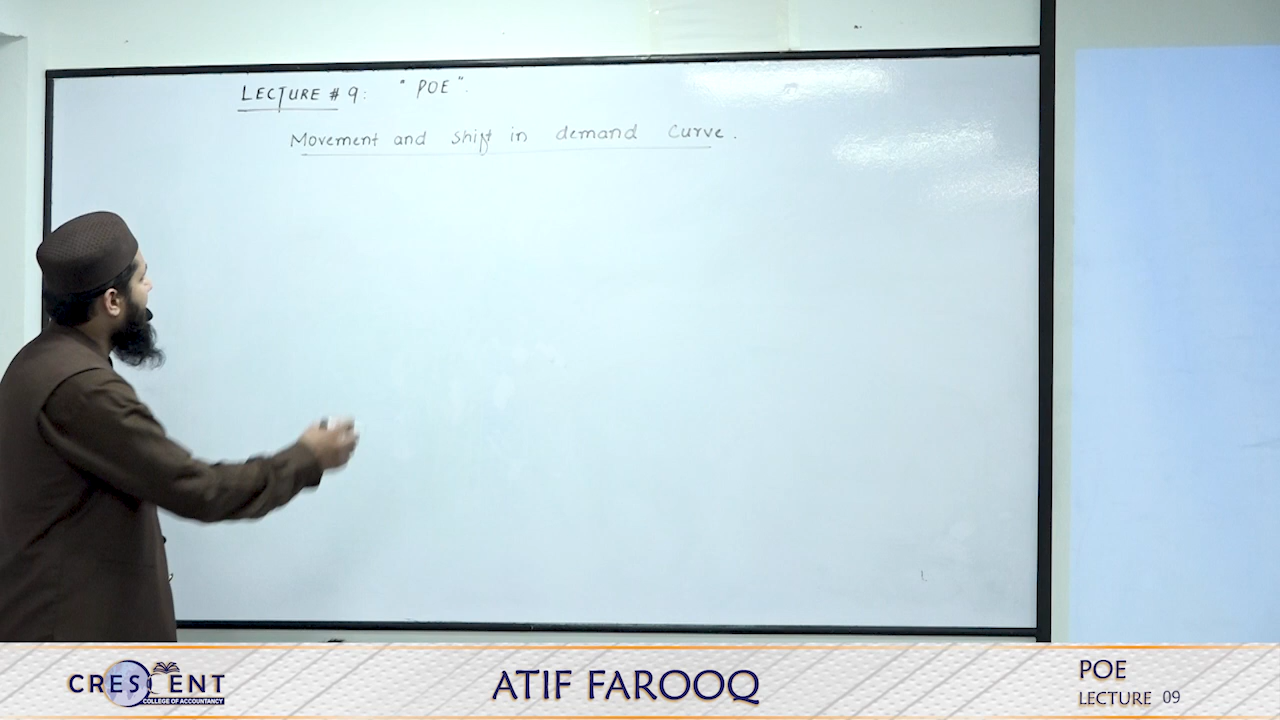 LECTURE # 9: "POE".
Movement and shift in demand Curve.
CRESCENT
COLLEGE OF ACCOUNTANCY
ATIF FAROOQ
POE
LECTURE 09